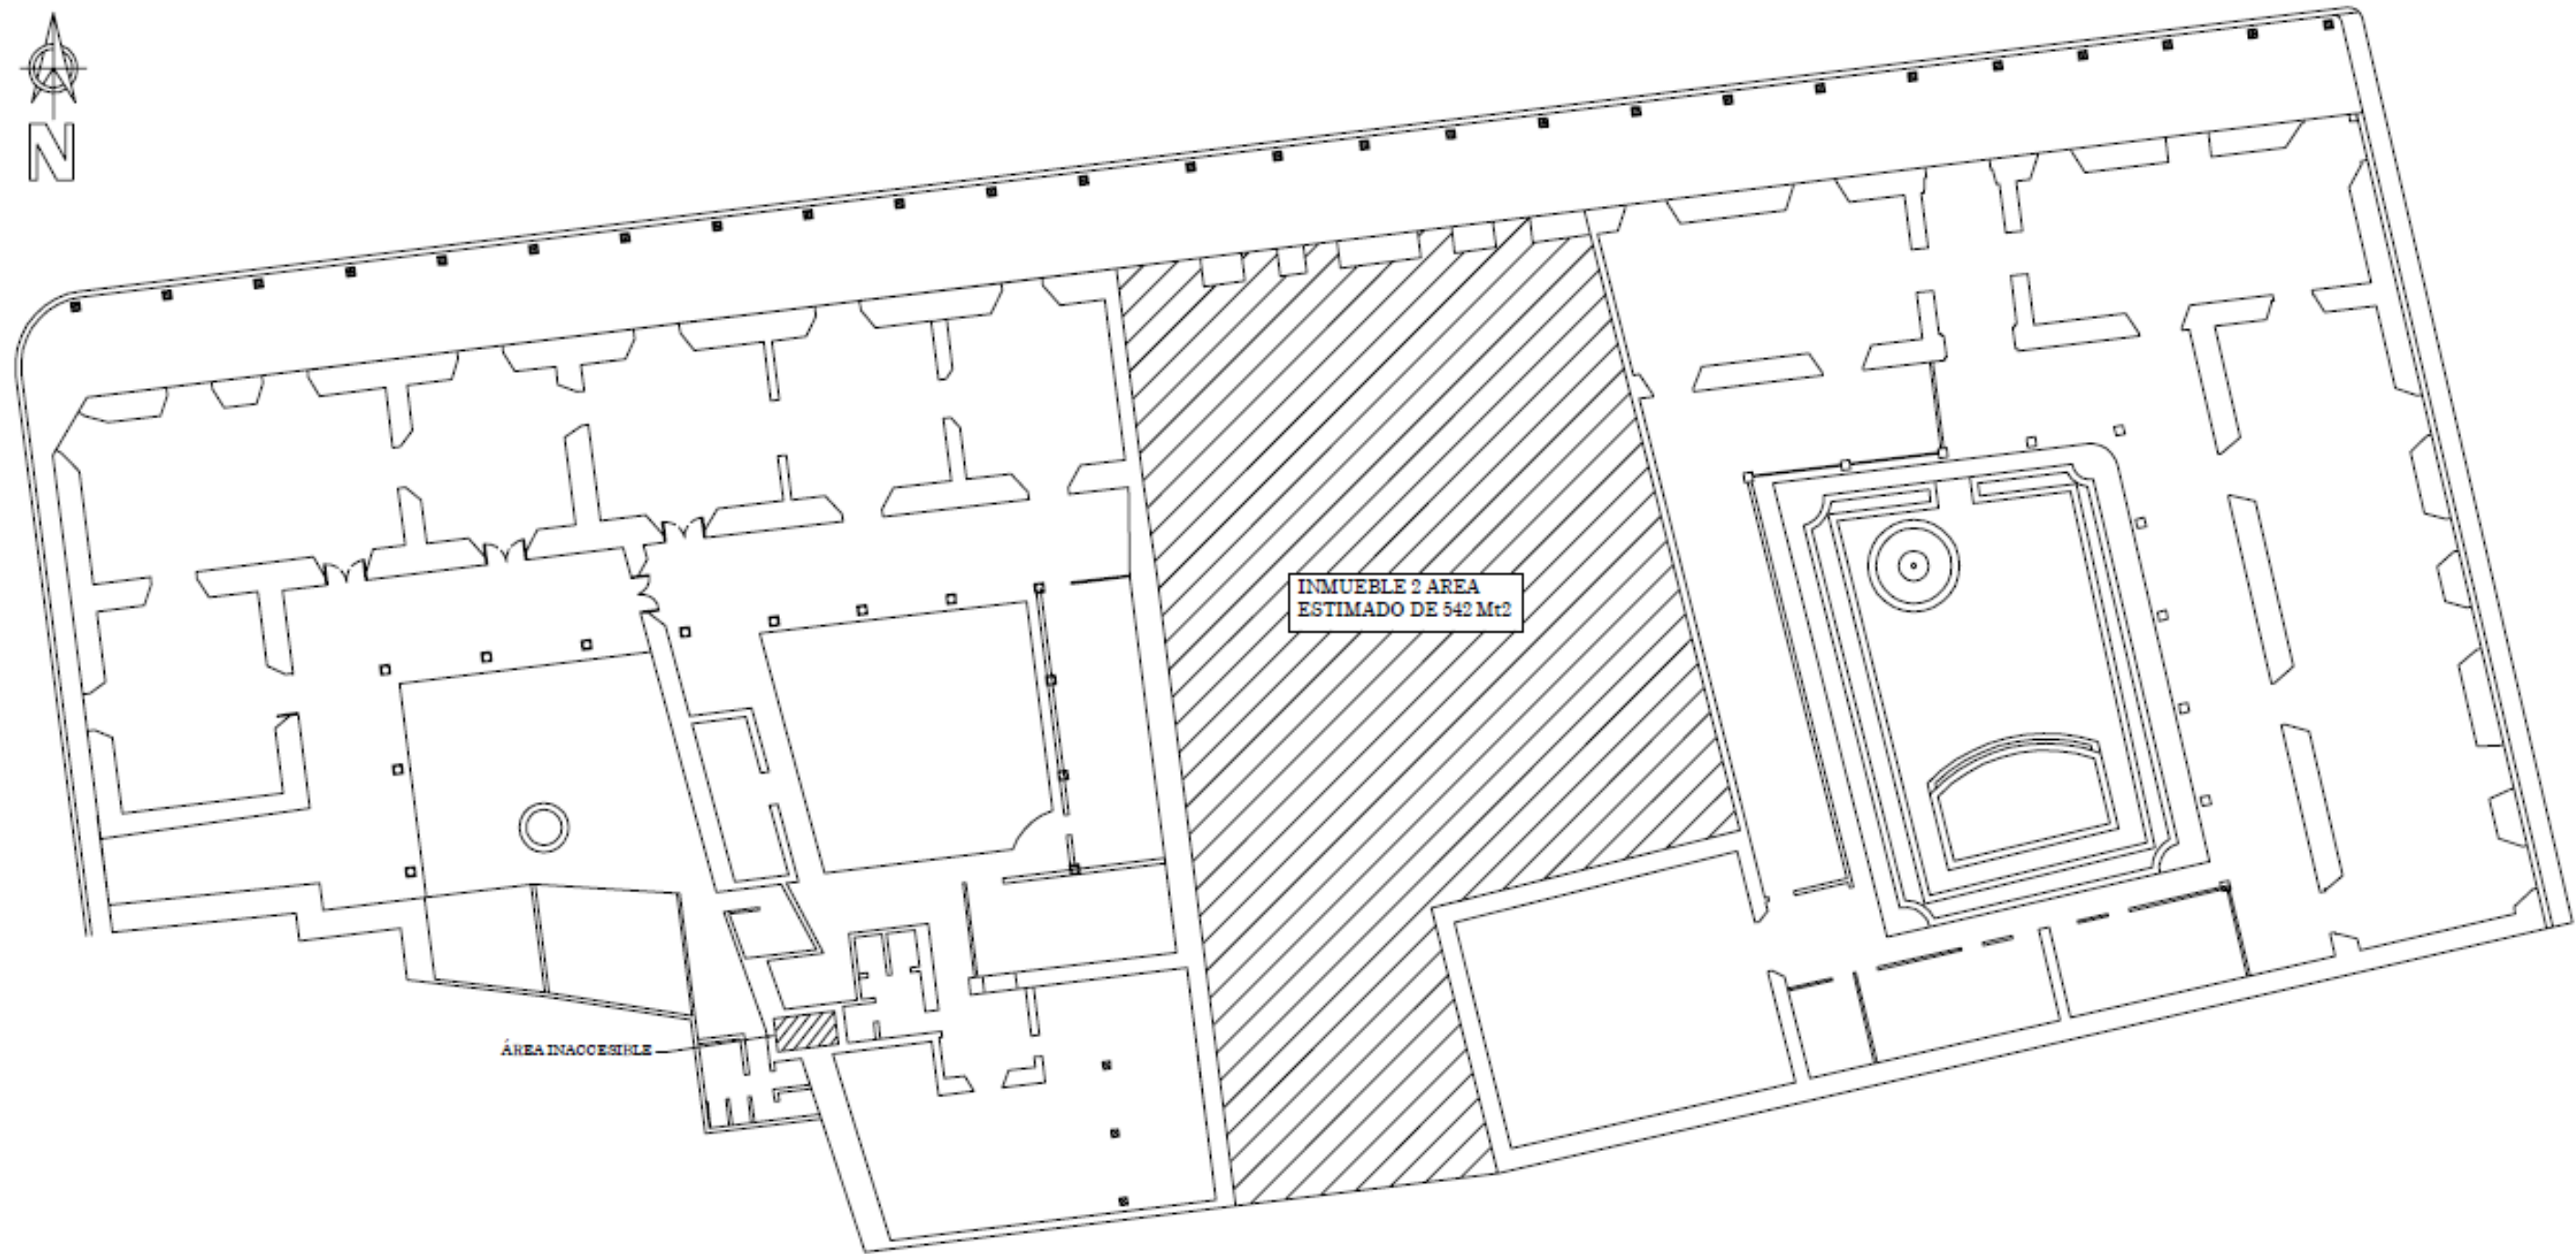 N
INMUEBLE 2 AREA
ESTIMADO DE 542 Mt2
ÁREA INACCESIBLE